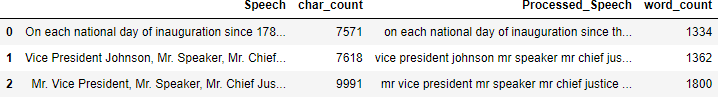 Speech char_count Processed_Speech word_count
0 On each national day of inauguration since 178... 7571 on each national day of inauguration since th... 1334
1 Vice President Johnson, Mr. Speaker, Mr. Chief... 7618 vice president johnson mr speaker mr chief jus... 1362
2 Mr. Vice President, Mr. Speaker, Mr. Chief Jus... 9991 mr vice president mr speaker mr chief justice ... 1800